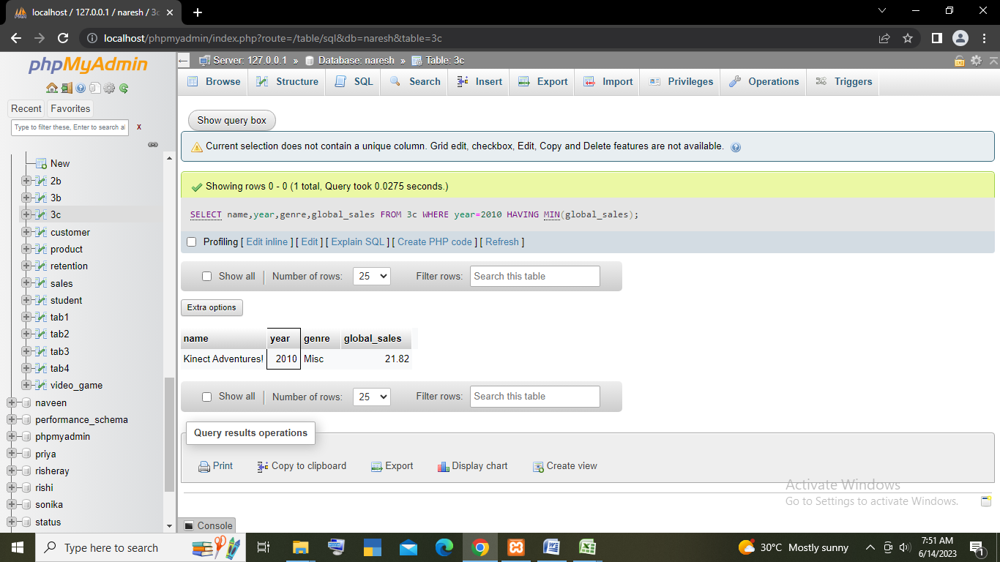 localhost / 127.0.0.1 / naresh / 3c
localhost/phpmyadmin/index.php?route=/table/sql&db=naresh&table=3c
phpMyAdmin
Recent Favorites
Type to filter these, Enter to search al X
New
2b
3b
3c
customer
product
retention
sales
student
tab1
tab2
tab3
tab4
video_game
naveen
performance_schema
phpmyadmin
priya
risheray
rishi
sonika
status
Server: 127.0.0.1 » Database: naresh » Table: 3c
Browse Structure SQL Search Insert Export Import Privileges Operations Triggers
Show query box
Current selection does not contain a unique column. Grid edit, checkbox, Edit, Copy and Delete features are not available.
Showing rows 0 - 0 (1 total, Query took 0.0275 seconds.)
SELECT name,year,genre,global_sales FROM 3c WHERE year=2010 HAVING MIN(global_sales);
Profiling [ Edit inline ] [ Edit ] [ Explain SQL ] [ Create PHP code ] [ Refresh ]
Show all Number of rows: 25 Filter rows: Search this table
Extra options
name year genre global_sales
Kinect Adventures! 2010 Misc 21.82
Show all Number of rows: 25 Filter rows: Search this table
Query results operations
Print Copy to clipboard Export Display chart Create view
Activate Windows
Go to Settings to activate Windows.
Console
Type here to search
30°C Mostly sunny
7:51 AM
6/14/2023
1